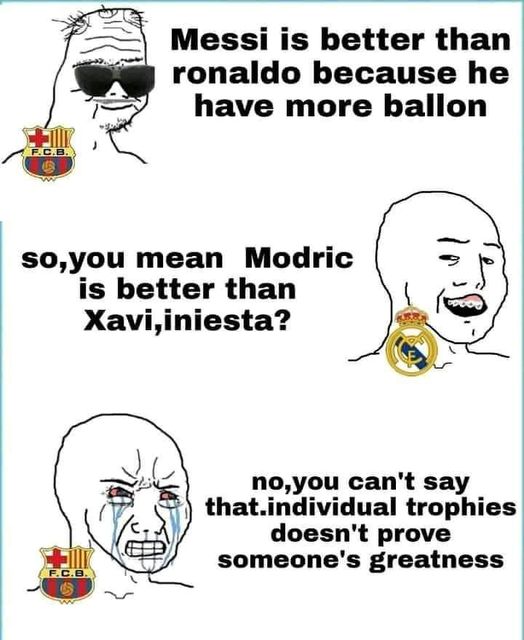 Messi is better than
ronaldo because he
have more ballon
F.C.B.
so,you mean Modric
is better than
Xavi,iniesta?
no,you can't say
that.individual trophies
doesn't prove
someone's greatness
F.C.B.